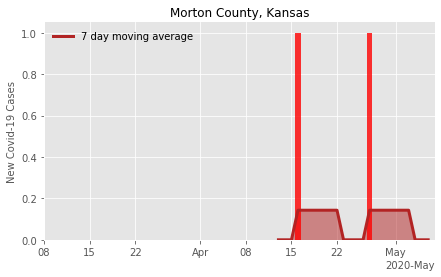 Morton County, Kansas
7 day moving average
New Covid-19 Cases
1.0
0.8
0.6
0.4
0.2
0.0
08 15 22 Apr 08 15 22 May
2020-May